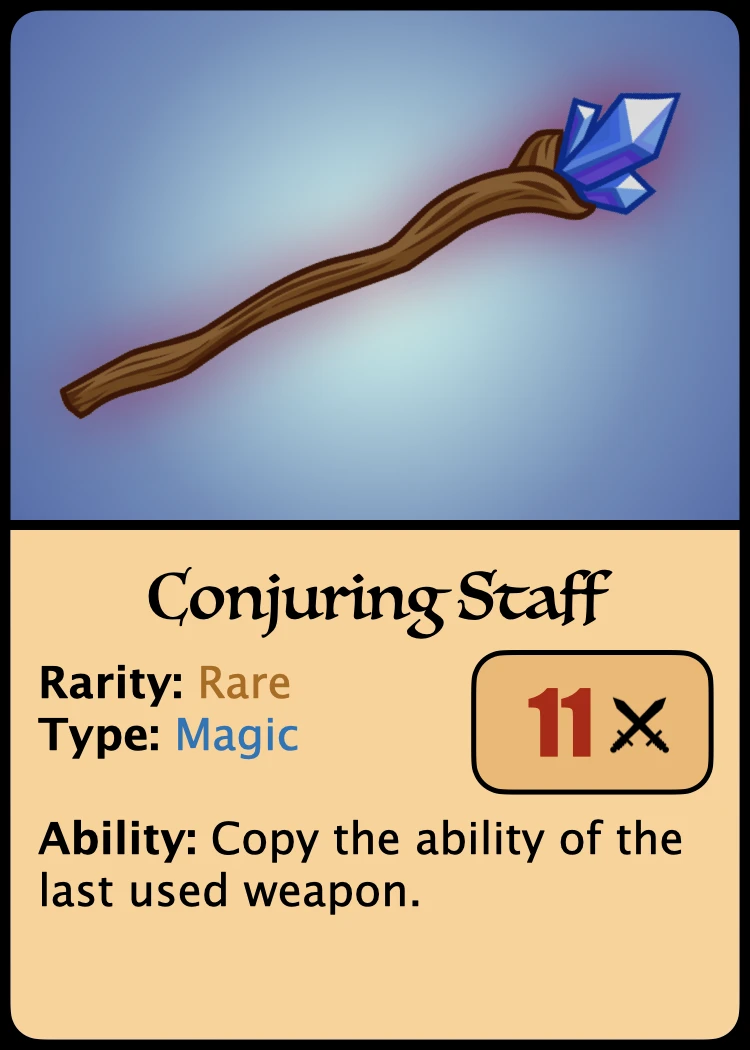 Conjuring Staff
Rarity: Rare
Type: Magic
11
Ability: Copy the ability of the
last used weapon.